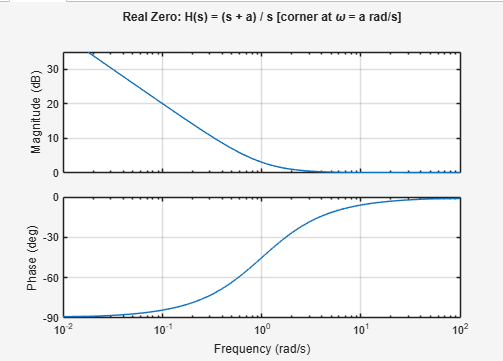 Real Zero: H(s) = (s + a) / s [corner at ω = a rad/s]
Magnitude (dB)
30
20
10
0
Phase (deg)
0
-30
-60
-90
10⁻² 10⁻¹ 10⁰ 10¹ 10²
Frequency (rad/s)